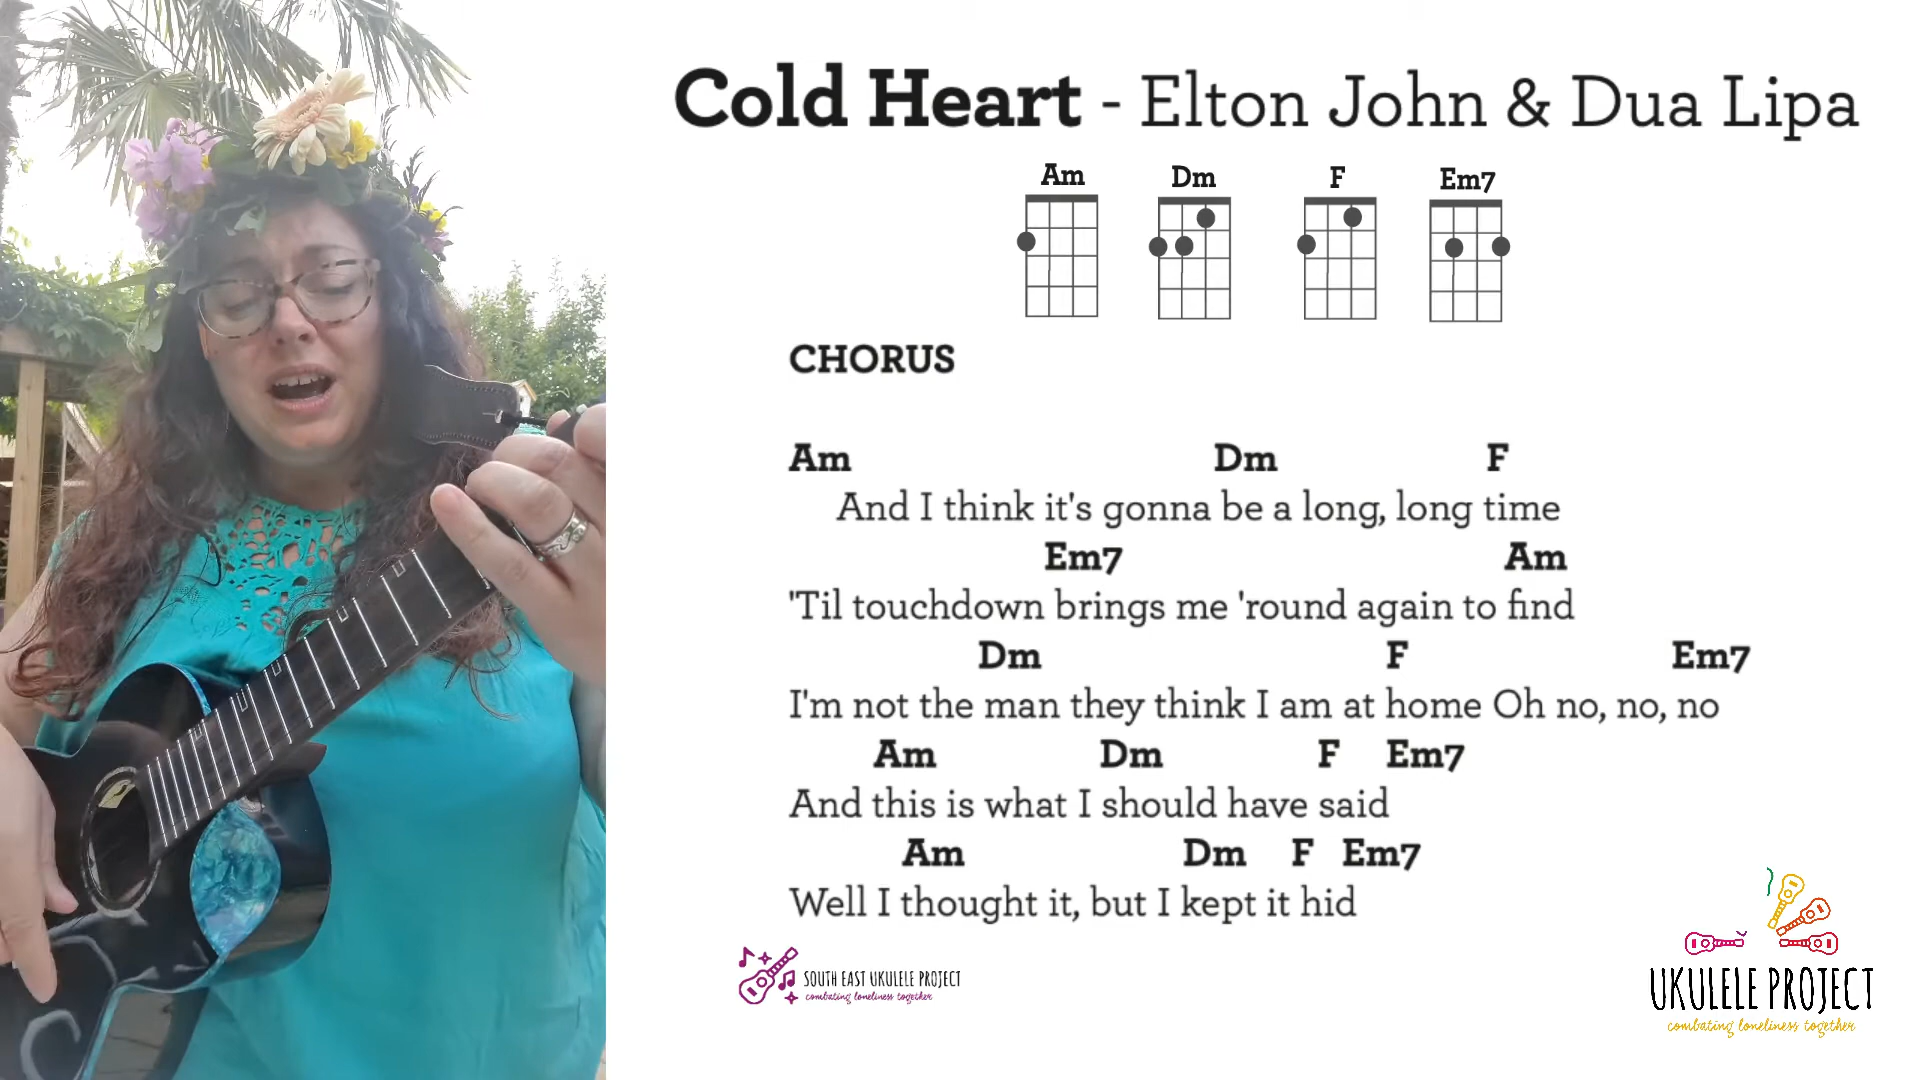 Cold Heart - Elton John & Dua Lipa
Am Dm F Em7
CHORUS
Am Dm F
And I think it's gonna be a long, long time
Em7 Am
'Til touchdown brings me 'round again to find
Dm F Em7
I'm not the man they think I am at home Oh no, no, no
Am Dm F Em7
And this is what I should have said
Am Dm F Em7
Well I thought it, but I kept it hid
SOUTH EAST UKULELE PROJECT
combating loneliness together
UKULELE PROJECT
combating loneliness together